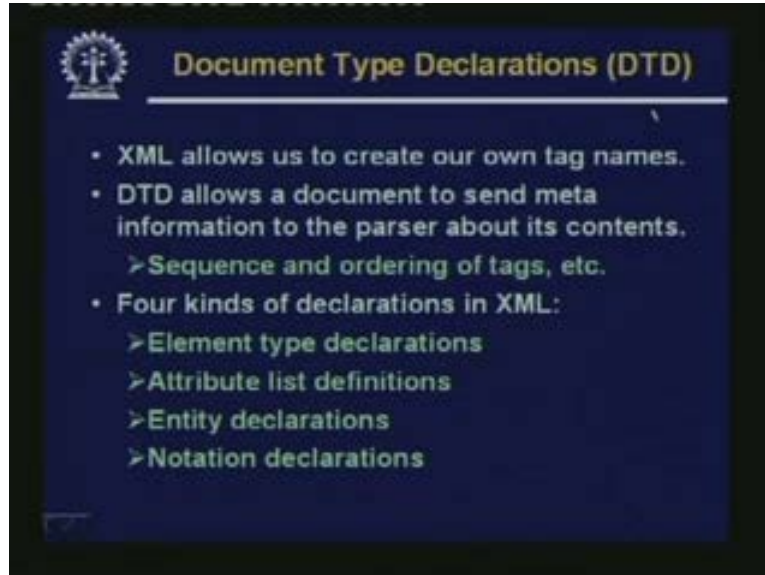 Document Type Declarations (DTD)
• XML allows us to create our own tag names.
• DTD allows a document to send meta
information to the parser about its contents.
➢Sequence and ordering of tags, etc.
• Four kinds of declarations in XML:
➢Element type declarations
➢Attribute list definitions
➢Entity declarations
➢Notation declarations